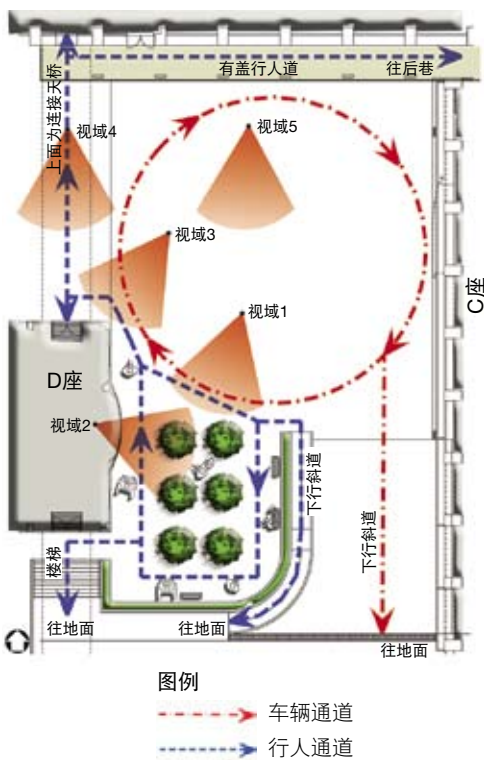 有盖行人道
往后巷
上面为连接天桥
视域4
视域5
视域3
视域1
C座
D座
视域2
下行斜道
下行斜道
楼梯
往地面
往地面
往地面
图例
车辆通道
行人通道